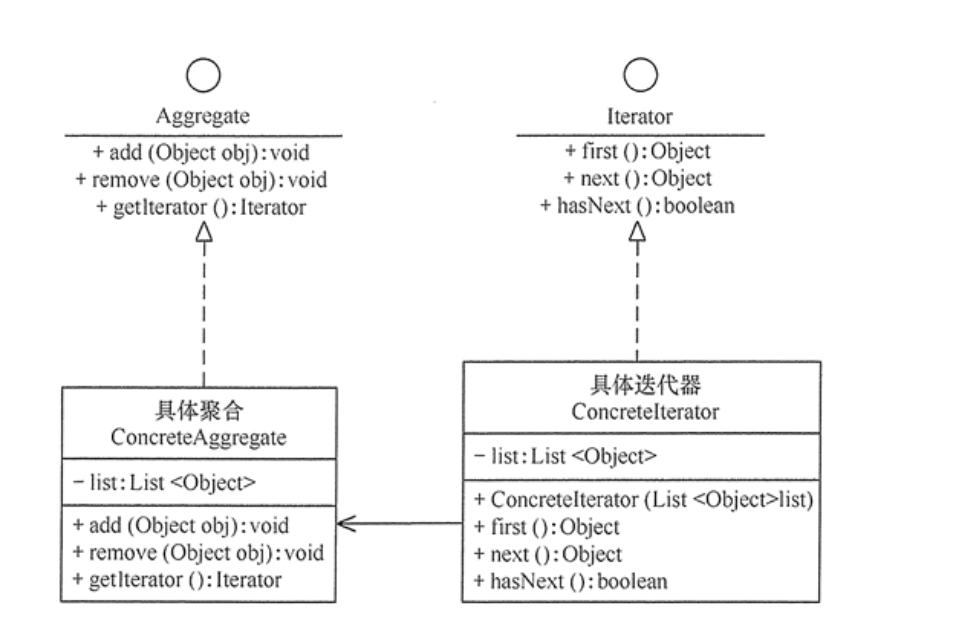 Aggregate
+ add (Object obj):void
+ remove (Object obj):void
+ getIterator ():Iterator
Iterator
+ first ():Object
+ next ():Object
+ hasNext ():boolean
具体聚合
ConcreteAggregate
− list:List <Object>
+ add (Object obj):void
+ remove (Object obj):void
+ getIterator ():Iterator
具体迭代器
ConcreteIterator
− list:List <Object>
+ ConcreteIterator (List <Object>list)
+ first ():Object
+ next ():Object
+ hasNext ():boolean